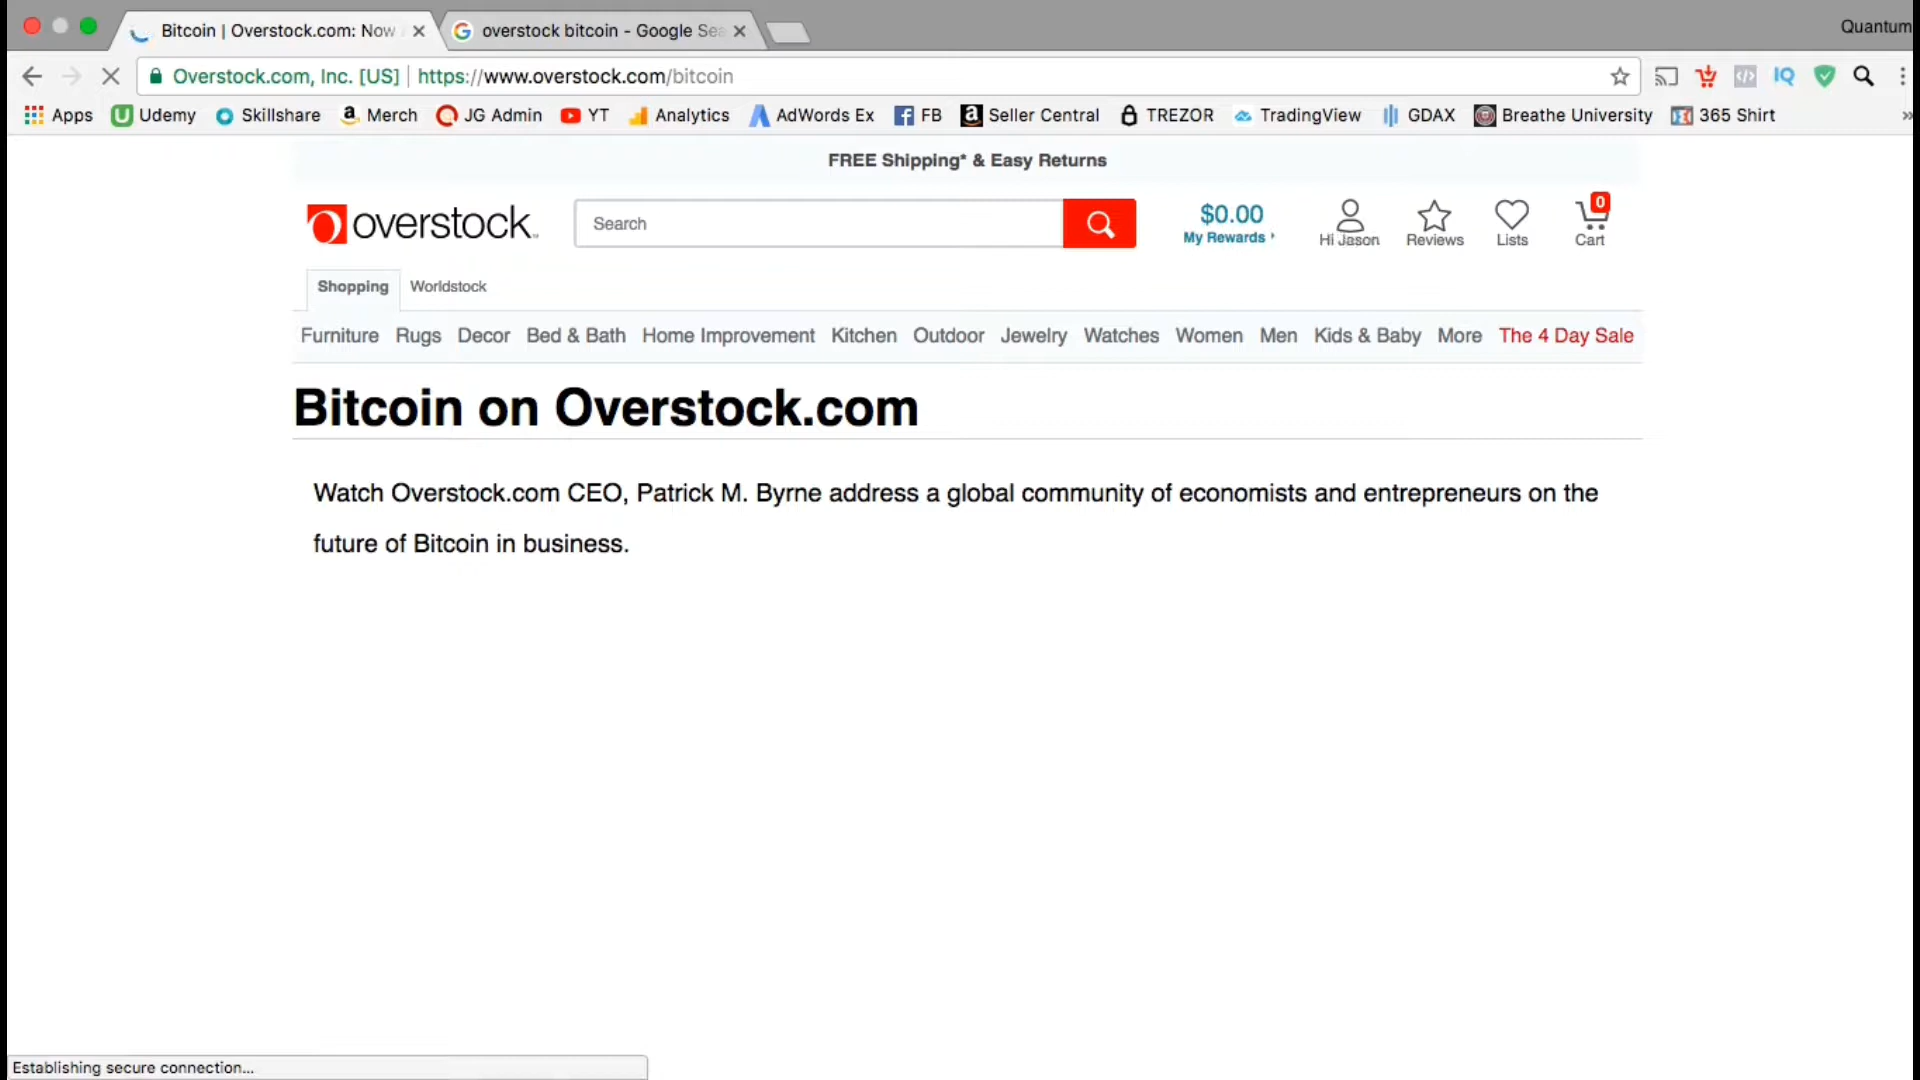 Bitcoin | Overstock.com: Now
overstock bitcoin - Google Sea
Quantum
Overstock.com, Inc. [US] | https://www.overstock.com/bitcoin
Apps Udemy Skillshare Merch JG Admin YT Analytics AdWords Ex FB Seller Central TREZOR TradingView GDAX Breathe University 365 Shirt »
FREE Shipping* & Easy Returns
overstock™
Search
$0.00
My Rewards
Hi Jason
Reviews
Lists
0
Cart
Shopping Worldstock
Furniture Rugs Decor Bed & Bath Home Improvement Kitchen Outdoor Jewelry Watches Women Men Kids & Baby More The 4 Day Sale
Bitcoin on Overstock.com
Watch Overstock.com CEO, Patrick M. Byrne address a global community of economists and entrepreneurs on the
future of Bitcoin in business.
Establishing secure connection...